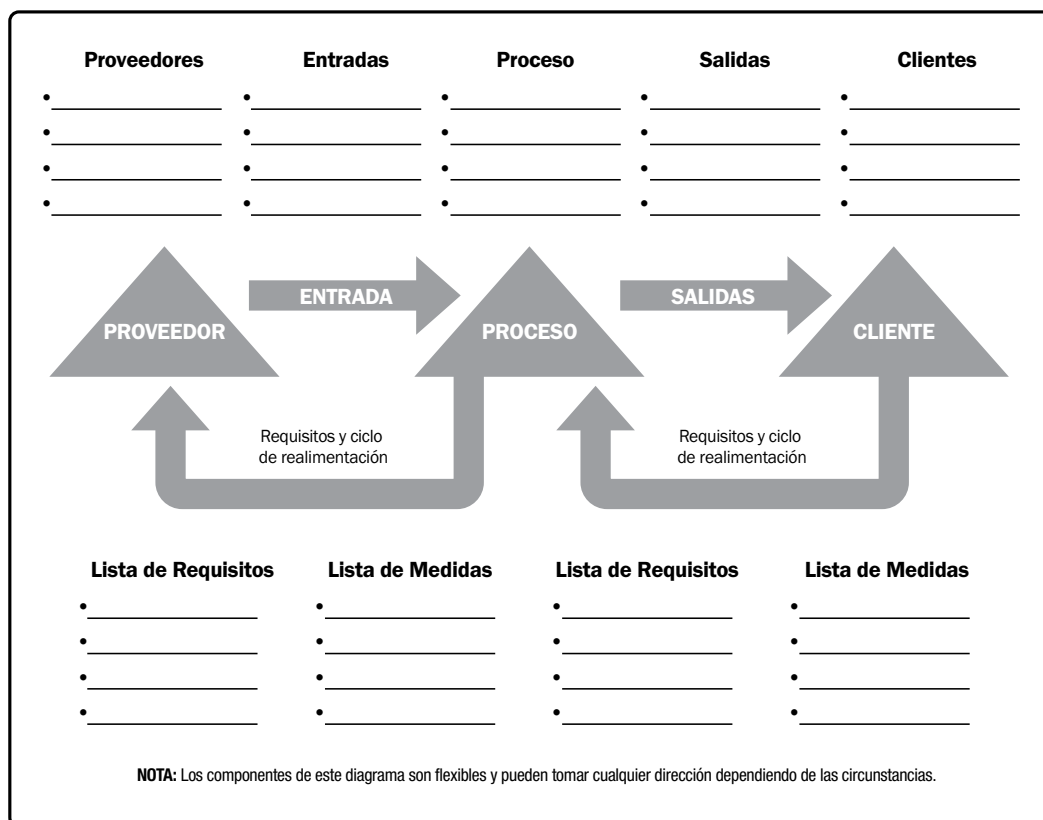 Proveedores
Entradas
Proceso
Salidas
Clientes
PROVEEDOR
ENTRADA
PROCESO
SALIDAS
CLIENTE
Requisitos y ciclo
de realimentación
Requisitos y ciclo
de realimentación
Lista de Requisitos
Lista de Medidas
Lista de Requisitos
Lista de Medidas
NOTA: Los componentes de este diagrama son flexibles y pueden tomar cualquier dirección dependiendo de las circunstancias.